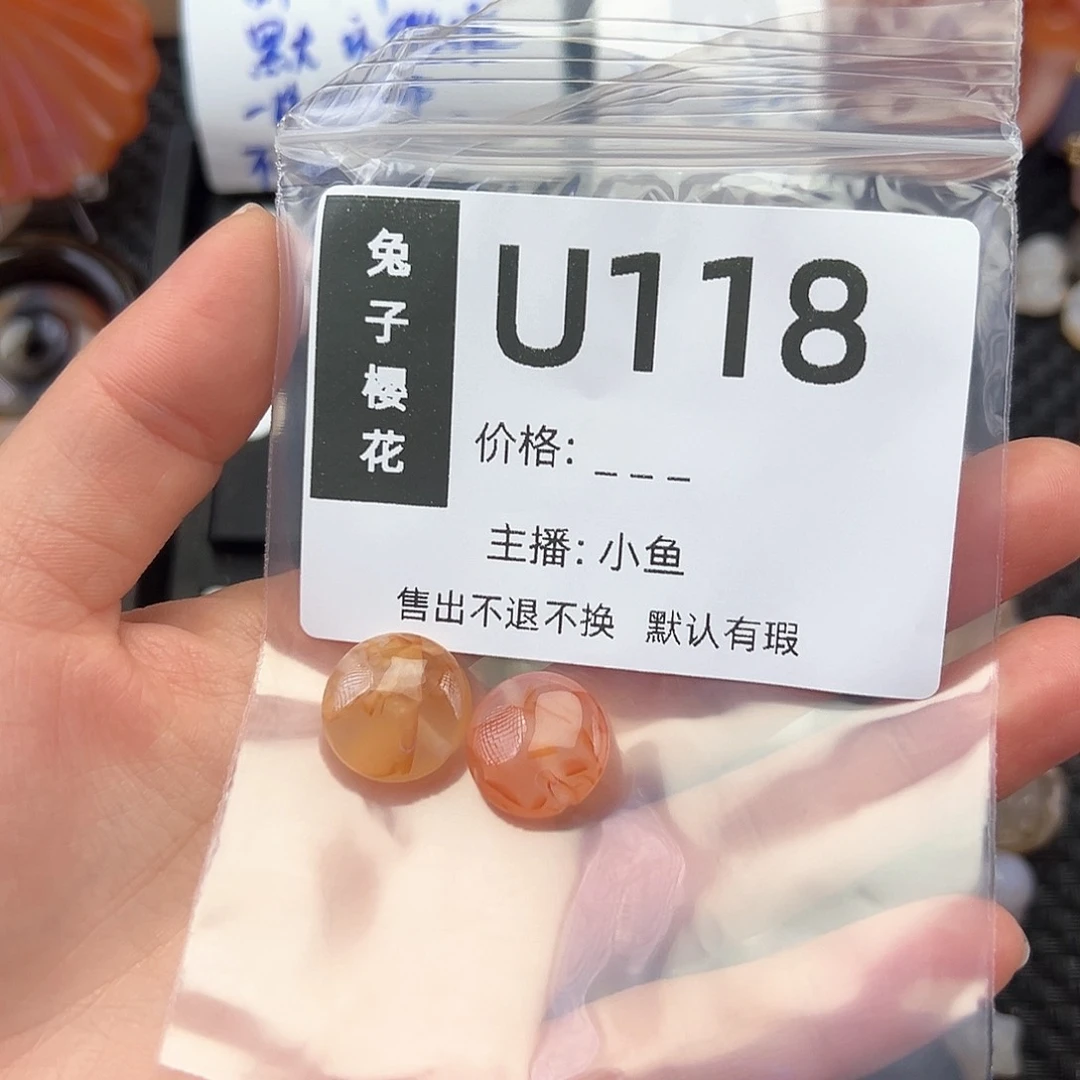 默
兔子樱花
U118
价格: _ _ _
主播: 小鱼
售出不退不换 默认有瑕